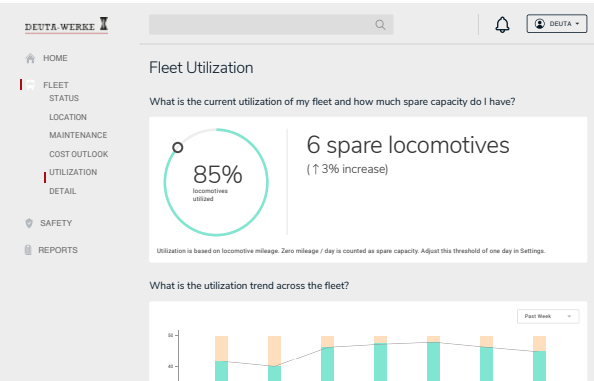 DEUTA-WERKE
DEUTA
HOME
FLEET
STATUS
LOCATION
MAINTENANCE
COST OUTLOOK
UTILIZATION
DETAIL
SAFETY
REPORTS
Fleet Utilization
What is the current utilization of my fleet and how much spare capacity do I have?
85%
locomotives
utilized
6 spare locomotives
(↑ 3% increase)
Utilization is based on locomotive mileage. Zero mileage / day is counted as spare capacity. Adjust this threshold of one day in Settings.
What is the utilization trend across the fleet?
Past Week
50
40